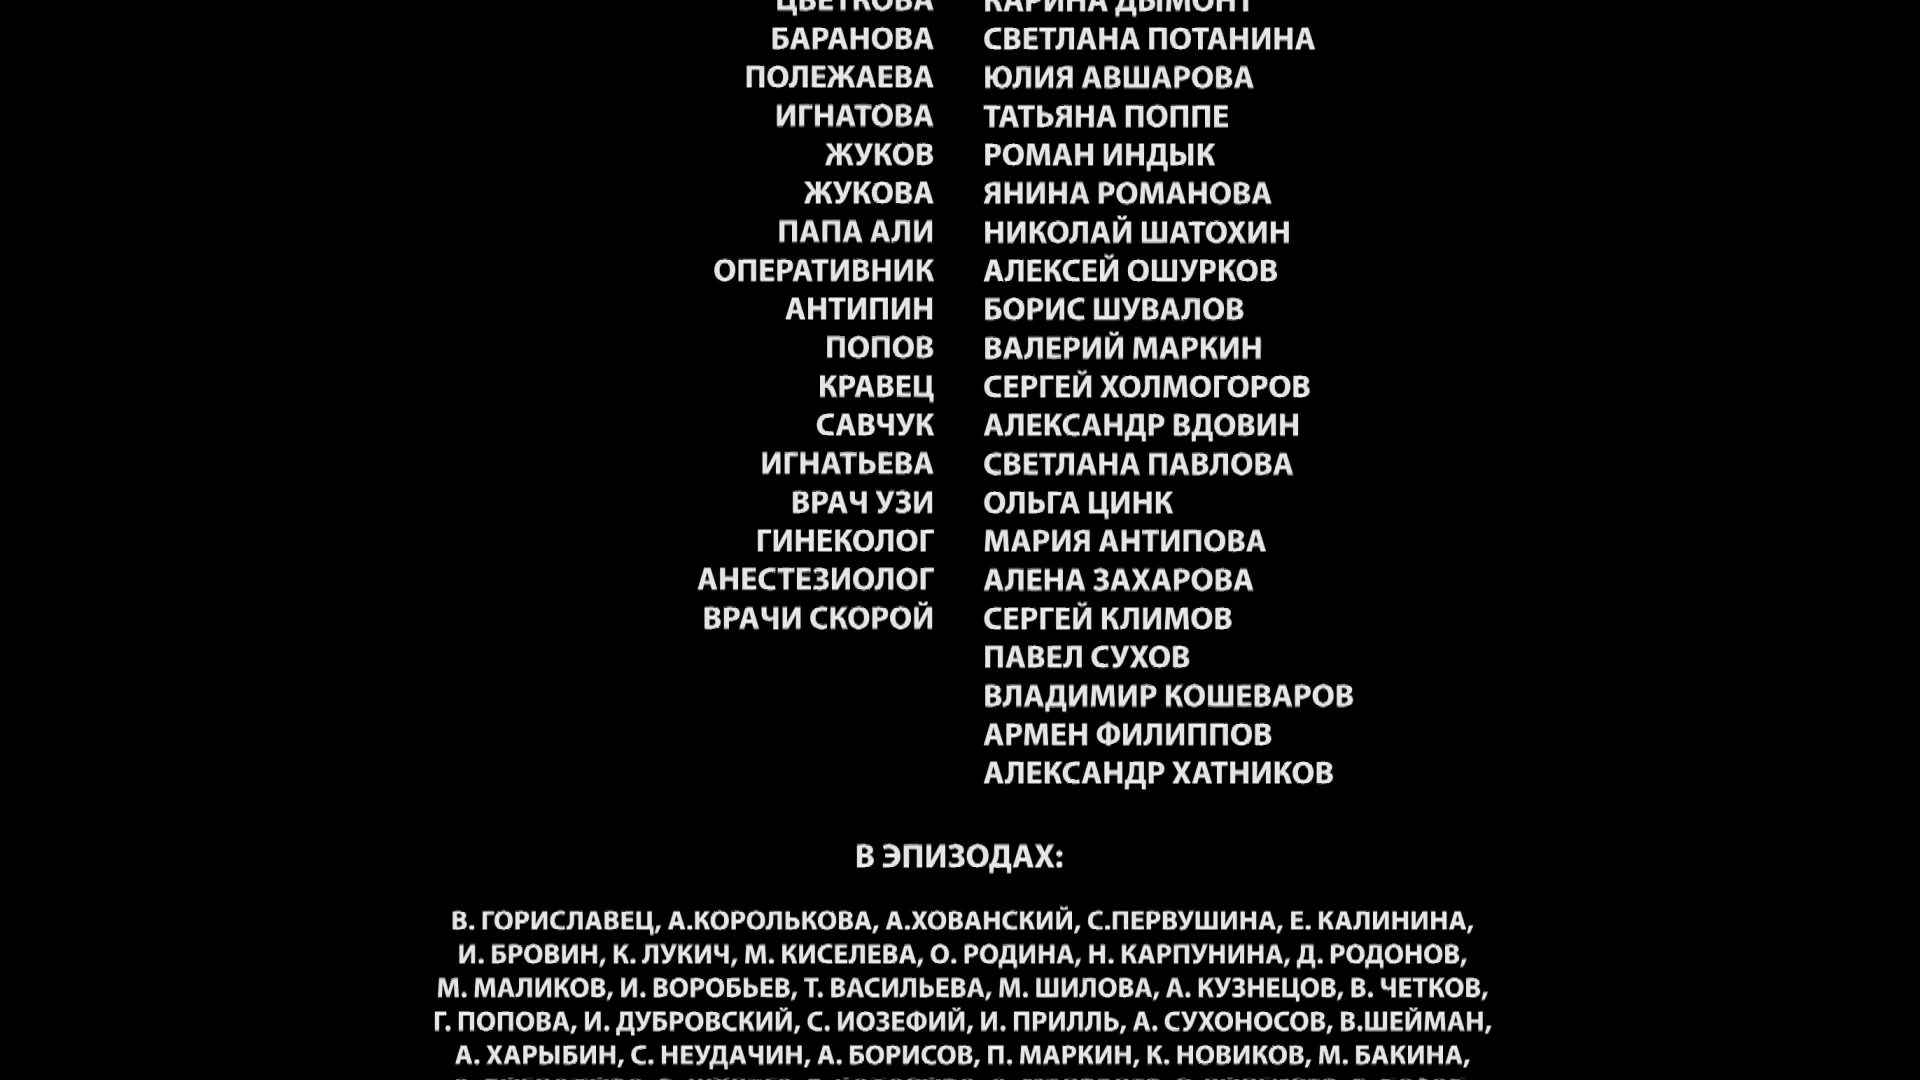 ЦВЕТКОВА КАРИНА ДЫМОНТ
БАРАНОВА СВЕТЛАНА ПОТАНИНА
ПОЛЕЖАЕВА ЮЛИЯ АВШАРОВА
ИГНАТОВА ТАТЬЯНА ПОППЕ
ЖУКОВ РОМАН ИНДЫК
ЖУКОВА ЯНИНА РОМАНОВА
ПАПА АЛИ НИКОЛАЙ ШАТОХИН
ОПЕРАТИВНИК АЛЕКСЕЙ ОШУРКОВ
АНТИПИН БОРИС ШУВАЛОВ
ПОПОВ ВАЛЕРИЙ МАРКИН
КРАВЕЦ СЕРГЕЙ ХОЛМОГОРОВ
САВЧУК АЛЕКСАНДР ВДОВИН
ИГНАТЬЕВА СВЕТЛАНА ПАВЛОВА
ВРАЧ УЗИ ОЛЬГА ЦИНК
ГИНЕКОЛОГ МАРИЯ АНТИПОВА
АНЕСТЕЗИОЛОГ АЛЕНА ЗАХАРОВА
ВРАЧИ СКОРОЙ СЕРГЕЙ КЛИМОВ
ПАВЕЛ СУХОВ
ВЛАДИМИР КОШЕВАРОВ
АРМЕН ФИЛИППОВ
АЛЕКСАНДР ХАТНИКОВ
В ЭПИЗОДАХ:
В. ГОРИСЛАВЕЦ, А.КОРОЛЬКОВА, А.ХОВАНСКИЙ, С.ПЕРВУШИНА, Е. КАЛИНИНА,
И. БРОВИН, К. ЛУКИЧ, М. КИСЕЛЕВА, О. РОДИНА, Н. КАРПУНИНА, Д. РОДОНОВ,
М. МАЛИКОВ, И. ВОРОБЬЕВ, Т. ВАСИЛЬЕВА, М. ШИЛОВА, А. КУЗНЕЦОВ, В. ЧЕТКОВ,
Г. ПОПОВА, И. ДУБРОВСКИЙ, С. ИОЗЕФИЙ, И. ПРИЛЛЬ, А. СУХОНОСОВ, В.ШЕЙМАН,
А. ХАРЫБИН, С. НЕУДАЧИН, А. БОРИСОВ, П. МАРКИН, К. НОВИКОВ, М. БАКИНА,